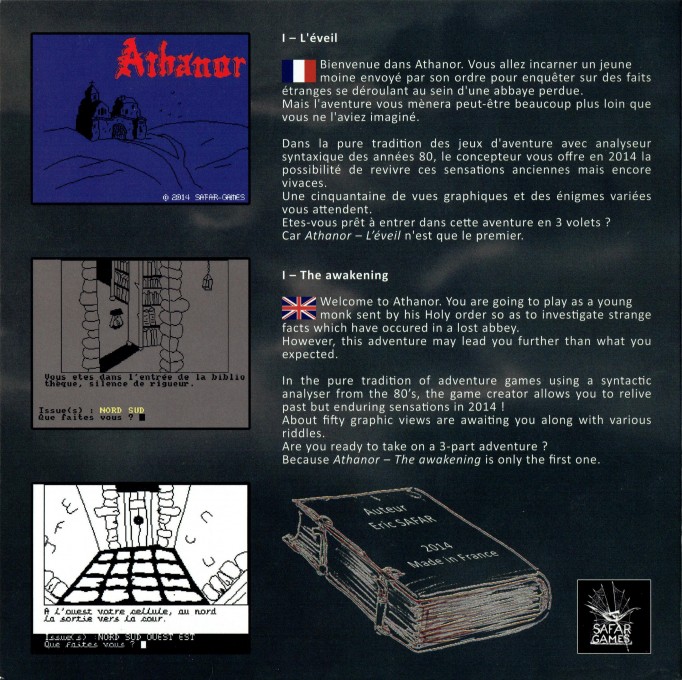 Athanor
© 2014 SAFAR-GAMES
I – L'éveil
Bienvenue dans Athanor. Vous allez incarner un jeune
moine envoyé par son ordre pour enquêter sur des faits
étranges se déroulant au sein d'une abbaye perdue.
Mais l'aventure vous mènera peut-être beaucoup plus loin que
vous ne l'aviez imaginé.
Dans la pure tradition des jeux d'aventure avec analyseur
syntaxique des années 80, le concepteur vous offre en 2014 la
possibilité de revivre ces sensations anciennes mais encore
vivaces.
Une cinquantaine de vues graphiques et des énigmes variées
vous attendent.
Etes-vous prêt à entrer dans cette aventure en 3 volets ?
Car Athanor – L'éveil n'est que le premier.
Vous etes dans l'entrée de la biblio
thèque, silence de rigueur.
Issue(s) : NORD SUD
Que faites vous ?
I – The awakening
Welcome to Athanor. You are going to play as a young
monk sent by his Holy order so as to investigate strange
facts which have occured in a lost abbey.
However, this adventure may lead you further than what you
expected.
In the pure tradition of adventure games using a syntactic
analyser from the 80's, the game creator allows you to relive
past but enduring sensations in 2014 !
About fifty graphic views are awaiting you along with various
riddles.
Are you ready to take on a 3-part adventure ?
Because Athanor – The awakening is only the first one.
A l'ouest votre cellule, au nord
la sortie vers la cour.
Issue(s) :NORD SUD OUEST EST
Que faites vous ?
Auteur
Eric SAFAR
2014
Made in France
SAFAR
GAMES